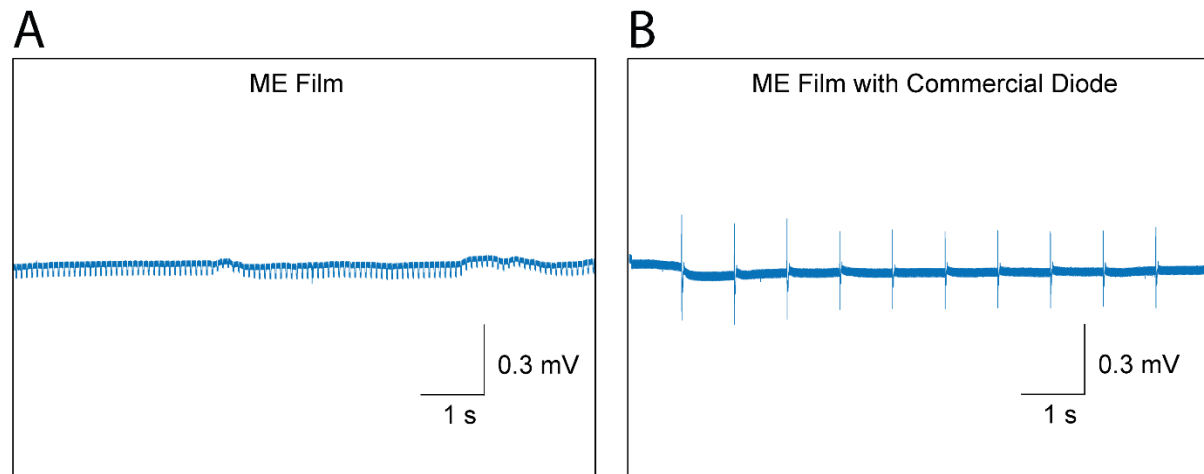 A
ME Film
0.3 mV
1 s
B
ME Film with Commercial Diode
0.3 mV
1 s